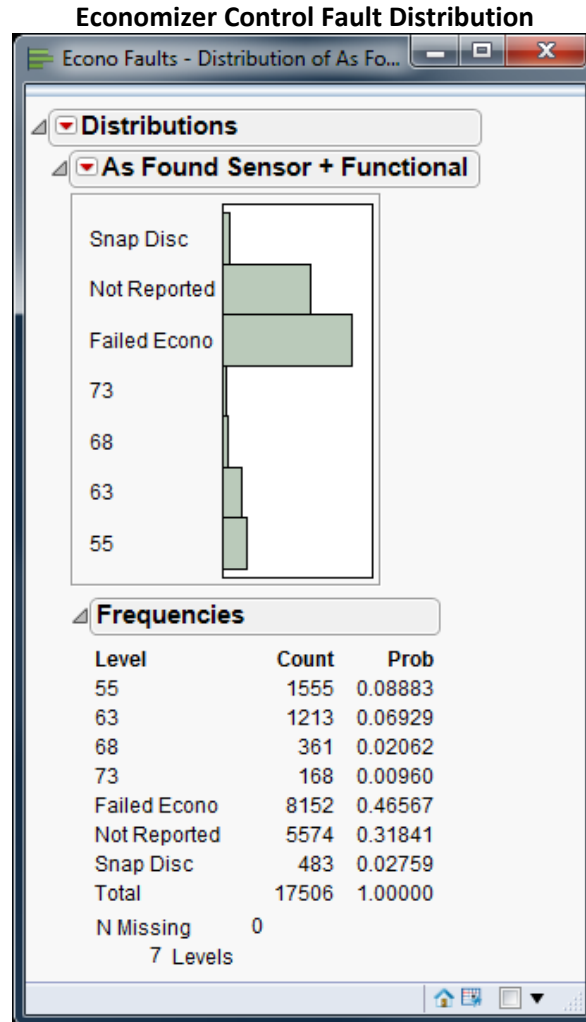 Economizer Control Fault Distribution
Econo Faults - Distribution of As Fo...
Distributions
As Found Sensor + Functional
Snap Disc
Not Reported
Failed Econo
73
68
63
55
Frequencies
Level Count Prob
55 1555 0.08883
63 1213 0.06929
68 361 0.02062
73 168 0.00960
Failed Econo 8152 0.46567
Not Reported 5574 0.31841
Snap Disc 483 0.02759
Total 17506 1.00000
N Missing 0
7 Levels